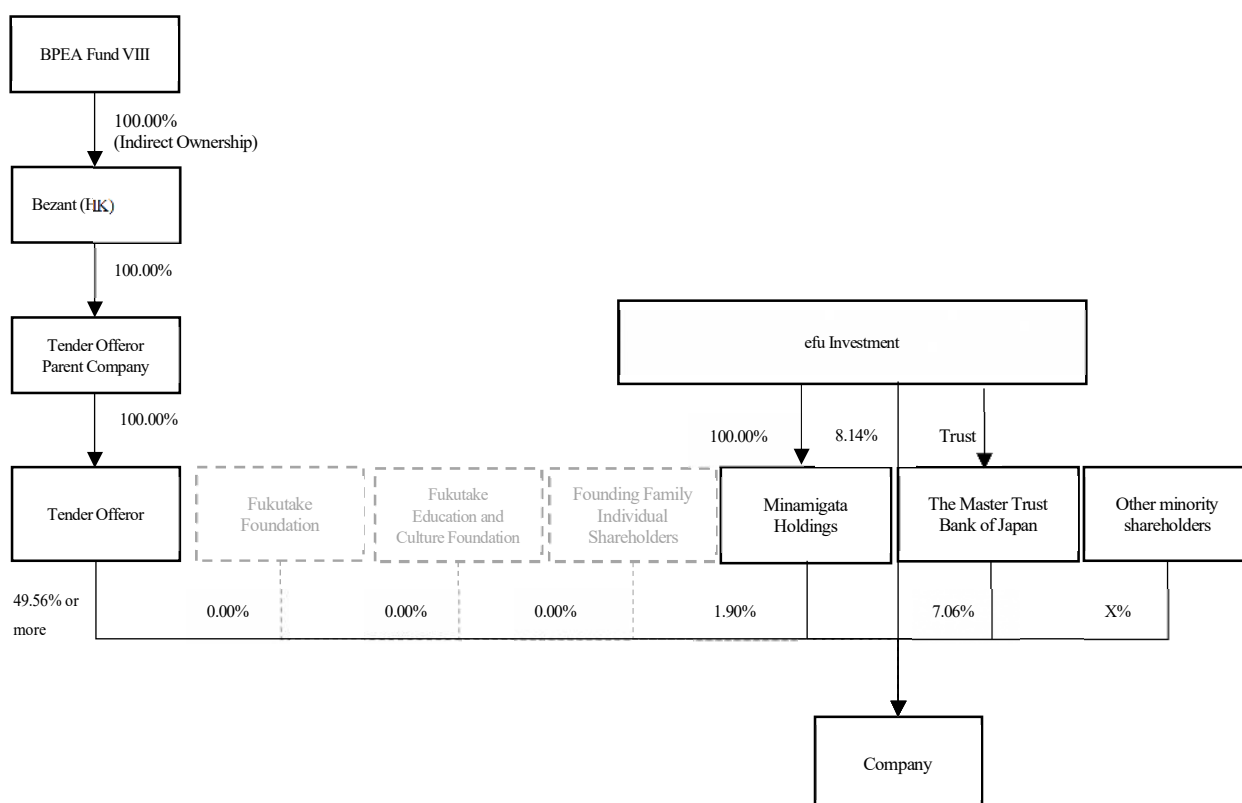 BPEA Fund VIII
100.00%
(Indirect Ownership)
Bezant (HK)
100.00%
Tender Offeror
Parent Company
100.00%
efu Investment
100.00%
8.14%
Trust
Tender Offeror
Fukutake
Foundation
Fukutake
Education and
Culture Foundation
Founding Family
Individual
Shareholders
Minamigata
Holdings
The Master Trust
Bank of Japan
Other minority
shareholders
49.56% or
more
0.00%
0.00%
0.00%
1.90%
7.06%
X%
Company